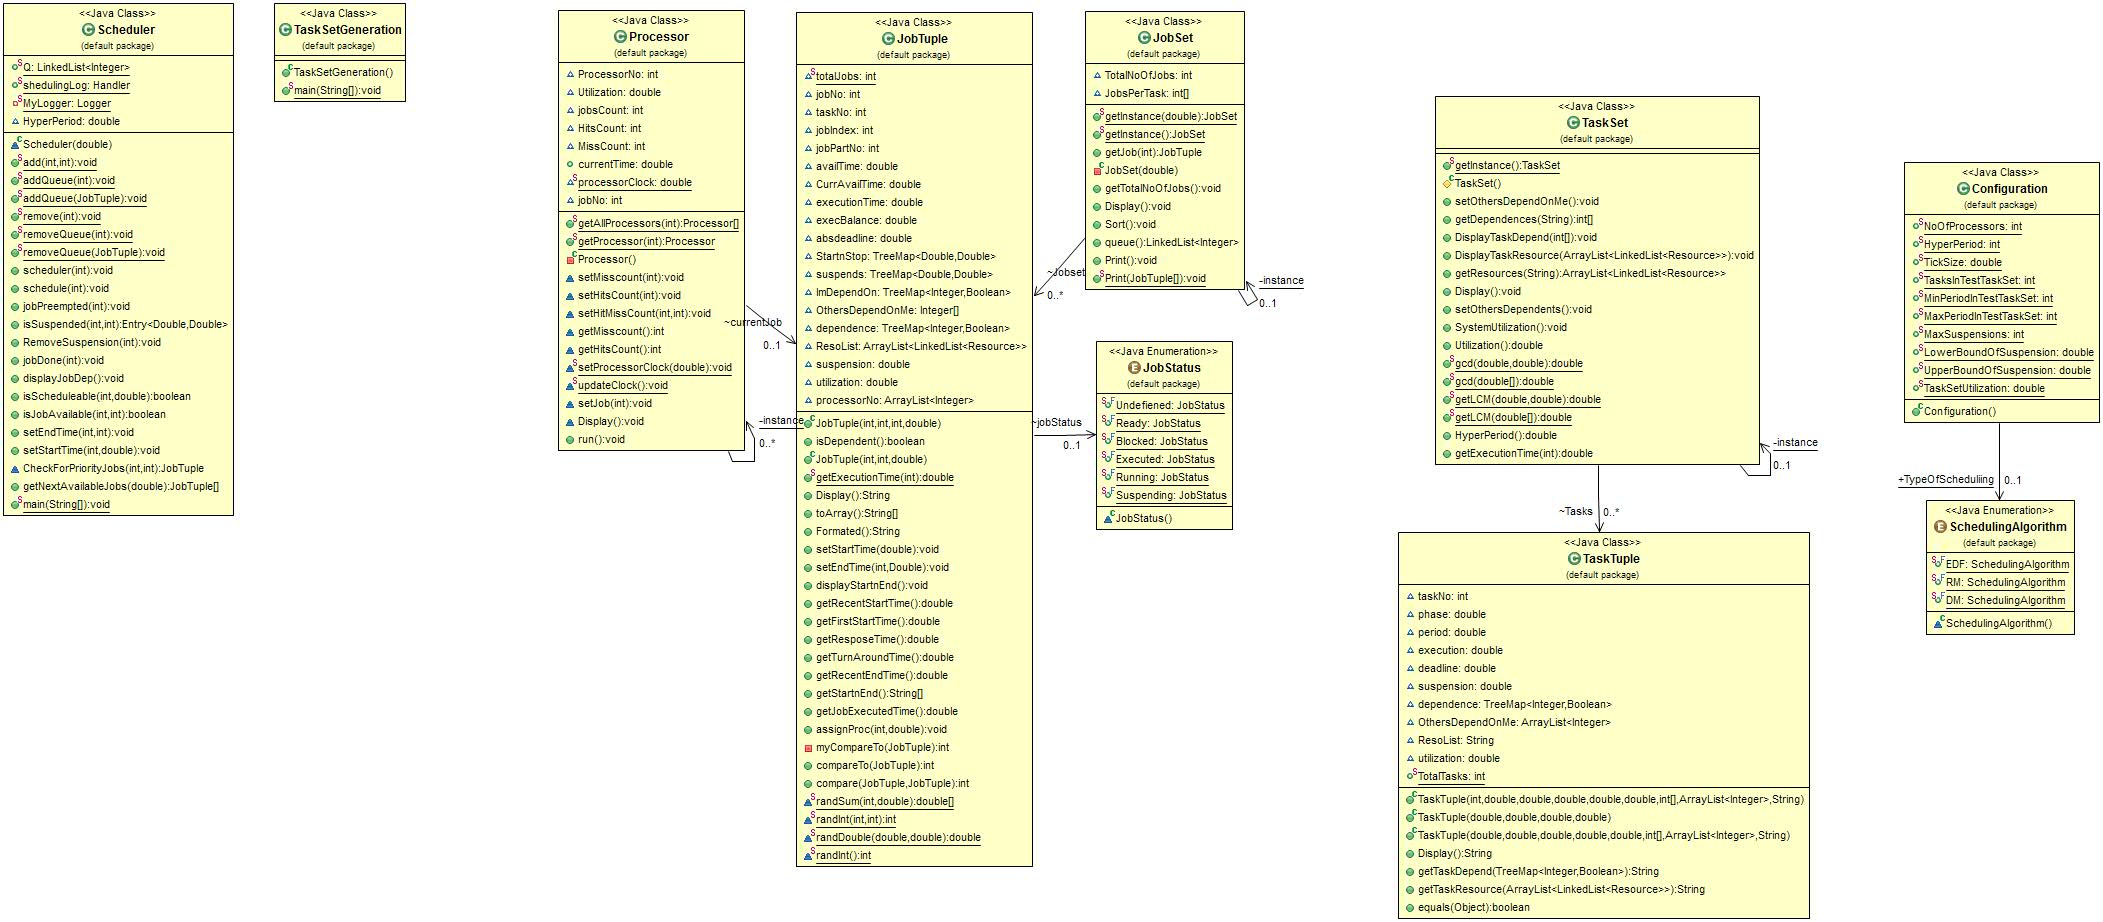 <<Java Class>>
Scheduler
(default package)
Q: LinkedList<Integer>
shedulingLog: Handler
MyLogger: Logger
HyperPeriod: double
Scheduler(double)
add(int,int):void
addQueue(int):void
addQueue(JobTuple):void
remove(int):void
removeQueue(int):void
removeQueue(JobTuple):void
scheduler(int):void
schedule(int):void
jobPreempted(int):void
isSuspended(int,int):Entry<Double,Double>
RemoveSuspension(int):void
jobDone(int):void
displayJobDep():void
isScheduleable(int,double):boolean
isJobAvailable(int,int):boolean
setEndTime(int,int):void
setStartTime(int,double):void
CheckForPriorityJobs(int,int):JobTuple
getNextAvailableJobs(double):JobTuple[]
main(String[]):void
<<Java Class>>
TaskSetGeneration
(default package)
TaskSetGeneration()
main(String[]):void
<<Java Class>>
Processor
(default package)
ProcessorNo: int
Utilization: double
jobsCount: int
HitsCount: int
MissCount: int
currentTime: double
processorClock: double
jobNo: int
getAllProcessors(int):Processor[]
getProcessor(int):Processor
Processor()
setMisscount(int):void
setHitsCount(int):void
setHitMissCount(int,int):void
getMisscount():int
getHitsCount():int
setProcessorClock(double):void
updateClock():void
setJob(int):void
Display():void
run():void
~currentJob
0..1
-instance
0..*
<<Java Class>>
JobTuple
(default package)
totalJobs: int
jobNo: int
taskNo: int
jobIndex: int
jobPartNo: int
availTime: double
CurrAvailTime: double
executionTime: double
execBalance: double
absdeadline: double
StartnStop: TreeMap<Double,Double>
suspends: TreeMap<Double,Double>
ImDependOn: TreeMap<Integer,Boolean>
OthersDependOnMe: Integer[]
dependence: TreeMap<Integer,Boolean>
ResoList: ArrayList<LinkedList<Resource>>
suspension: double
utilization: double
processorNo: ArrayList<Integer>
JobTuple(int,int,int,double)
isDependent():boolean
JobTuple(int,int,double)
getExecutionTime(int):double
Display():String
toArray():String[]
Formated():String
setStartTime(double):void
setEndTime(int,Double):void
displayStartnEnd():void
getRecentStartTime():double
getFirstStartTime():double
getResposeTime():double
getTurnAroundTime():double
getRecentEndTime():double
getStartnEnd():String[]
getJobExecutedTime():double
assignProc(int,double):void
myCompareTo(JobTuple):int
compareTo(JobTuple):int
compare(JobTuple,JobTuple):int
randSum(int,double):double[]
randInt(int,int):int
randDouble(double,double):double
randInt():int
<<Java Class>>
JobSet
(default package)
TotalNoOfJobs: int
JobsPerTask: int[]
getInstance(double):JobSet
getInstance():JobSet
getJob(int):JobTuple
JobSet(double)
getTotalNoOfJobs():void
Display():void
Sort():void
queue():LinkedList<Integer>
Print():void
Print(JobTuple[]):void
~Jobset
0..*
-instance
0..1
<<Java Enumeration>>
JobStatus
(default package)
Undefiened: JobStatus
Ready: JobStatus
Blocked: JobStatus
Executed: JobStatus
Running: JobStatus
Suspending: JobStatus
JobStatus()
~jobStatus
0..1
<<Java Class>>
TaskSet
(default package)
getInstance():TaskSet
TaskSet()
setOthersDependOnMe():void
getDependences(String):int[]
DisplayTaskDepend(int[]):void
DisplayTaskResource(ArrayList<LinkedList<Resource>>):void
getResources(String):ArrayList<LinkedList<Resource>>
Display():void
setOthersDependents():void
SystemUtilization():void
Utilization():double
gcd(double,double):double
gcd(double[]):double
getLCM(double,double):double
getLCM(double[]):double
HyperPeriod():double
getExecutionTime(int):double
-instance
0..1
~Tasks
0..*
<<Java Class>>
TaskTuple
(default package)
taskNo: int
phase: double
period: double
execution: double
deadline: double
suspension: double
dependence: TreeMap<Integer,Boolean>
OthersDependOnMe: ArrayList<Integer>
ResoList: String
utilization: double
TotalTasks: int
TaskTuple(int,double,double,double,double,double,int[],ArrayList<Integer>,String)
TaskTuple(double,double,double,double)
TaskTuple(double,double,double,double,double,int[],ArrayList<Integer>,String)
Display():String
getTaskDepend(TreeMap<Integer,Boolean>):String
getTaskResource(ArrayList<LinkedList<Resource>>):String
equals(Object):boolean
<<Java Class>>
Configuration
(default package)
NoOfProcessors: int
HyperPeriod: int
TickSize: double
TasksInTestTaskSet: int
MinPeriodInTestTaskSet: int
MaxPeriodInTestTaskSet: int
MaxSuspensions: int
LowerBoundOfSuspension: double
UpperBoundOfSuspension: double
TaskSetUtilization: double
Configuration()
+TypeOfScheduliing
0..1
<<Java Enumeration>>
SchedulingAlgorithm
(default package)
EDF: SchedulingAlgorithm
RM: SchedulingAlgorithm
DM: SchedulingAlgorithm
SchedulingAlgorithm()